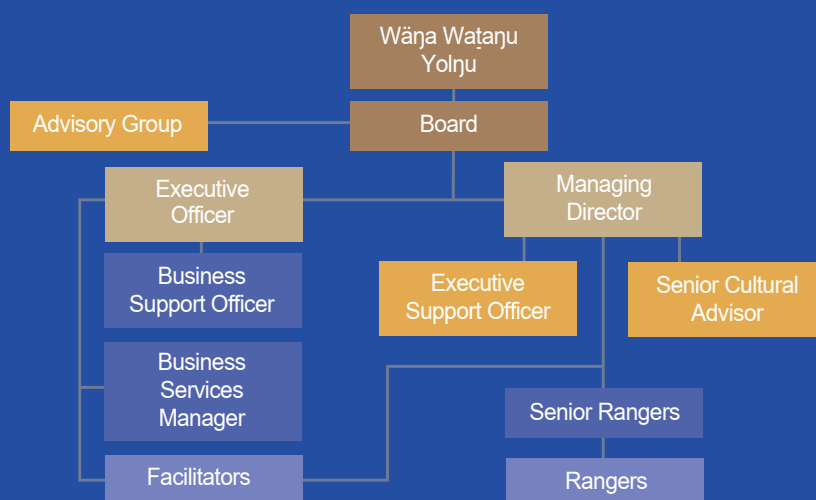 Wäŋa Waṯaŋu
Yolŋu
Advisory Group
Board
Executive
Officer
Managing
Director
Business
Support Officer
Executive
Support Officer
Senior Cultural
Advisor
Business
Services
Manager
Senior Rangers
Facilitators
Rangers